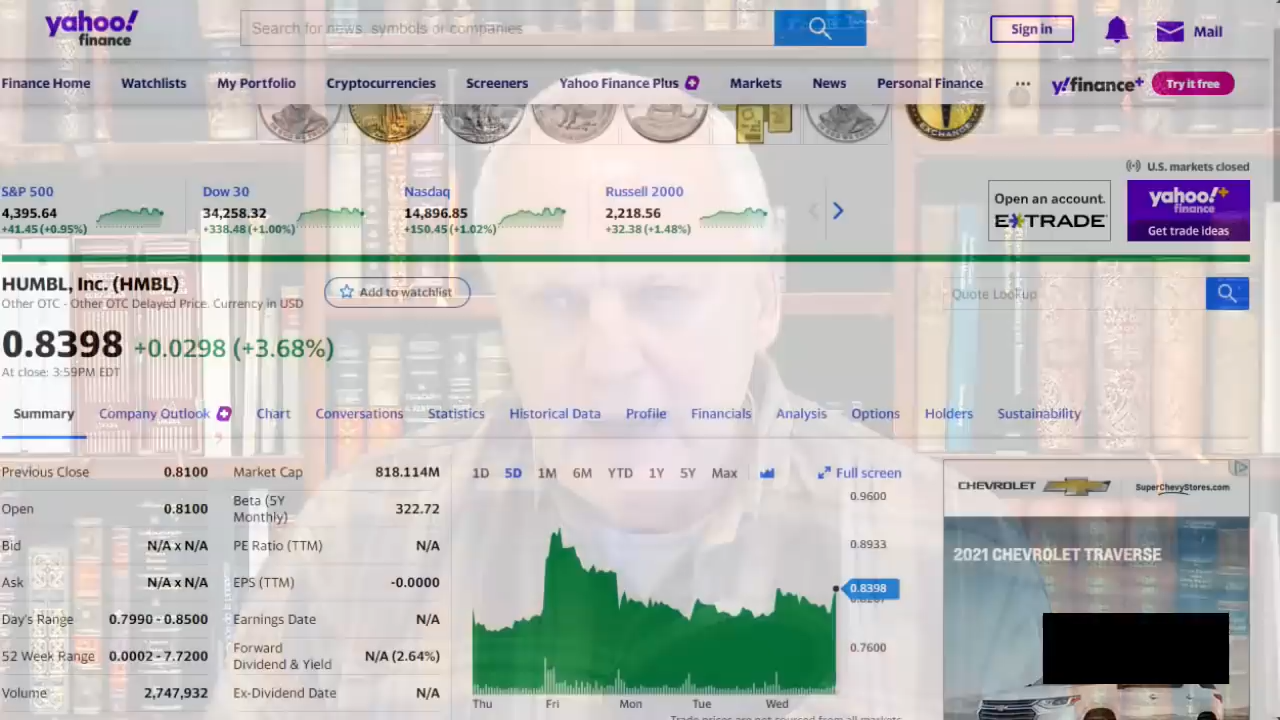 yahoo!
finance
Search for news, symbols or companies
Sign in
Mail
Finance Home Watchlists My Portfolio Cryptocurrencies Screeners Yahoo Finance Plus Markets News Personal Finance ... y!finance+ Try it free
EXCHANGE
U.S. markets closed
S&P 500
4,395.64
+41.45 (+0.95%)
Dow 30
34,258.32
+338.48 (+1.00%)
Nasdaq
14,896.85
+150.45 (+1.02%)
Russell 2000
2,218.56
+32.38 (+1.48%)
Open an account.
E*TRADE
yahoo!+
finance
Get trade ideas
HUMBL, Inc. (HMBL)
Other OTC - Other OTC Delayed Price. Currency in USD
Add to watchlist
Quote Lookup
0.8398 +0.0298 (+3.68%)
At close: 3:59PM EDT
Summary Company Outlook Chart Conversations Statistics Historical Data Profile Financials Analysis Options Holders Sustainability
Previous Close 0.8100
Open 0.8100
Bid N/A x N/A
Ask N/A x N/A
Day's Range 0.7990 - 0.8500
52 Week Range 0.0002 - 7.7200
Volume 2,747,932
Market Cap 818.114M
Beta (5Y
Monthly) 322.72
PE Ratio (TTM) N/A
EPS (TTM) -0.0000
Earnings Date N/A
Forward
Dividend & Yield N/A (2.64%)
Ex-Dividend Date N/A
1D 5D 1M 6M YTD 1Y 5Y Max Full screen
0.9600
0.8933
0.8398
0.7600
Thu Fri Mon Tue Wed
Trade prices are not sourced from all markets
CHEVROLET SuperChevyStores.com
2021 CHEVROLET TRAVERSE